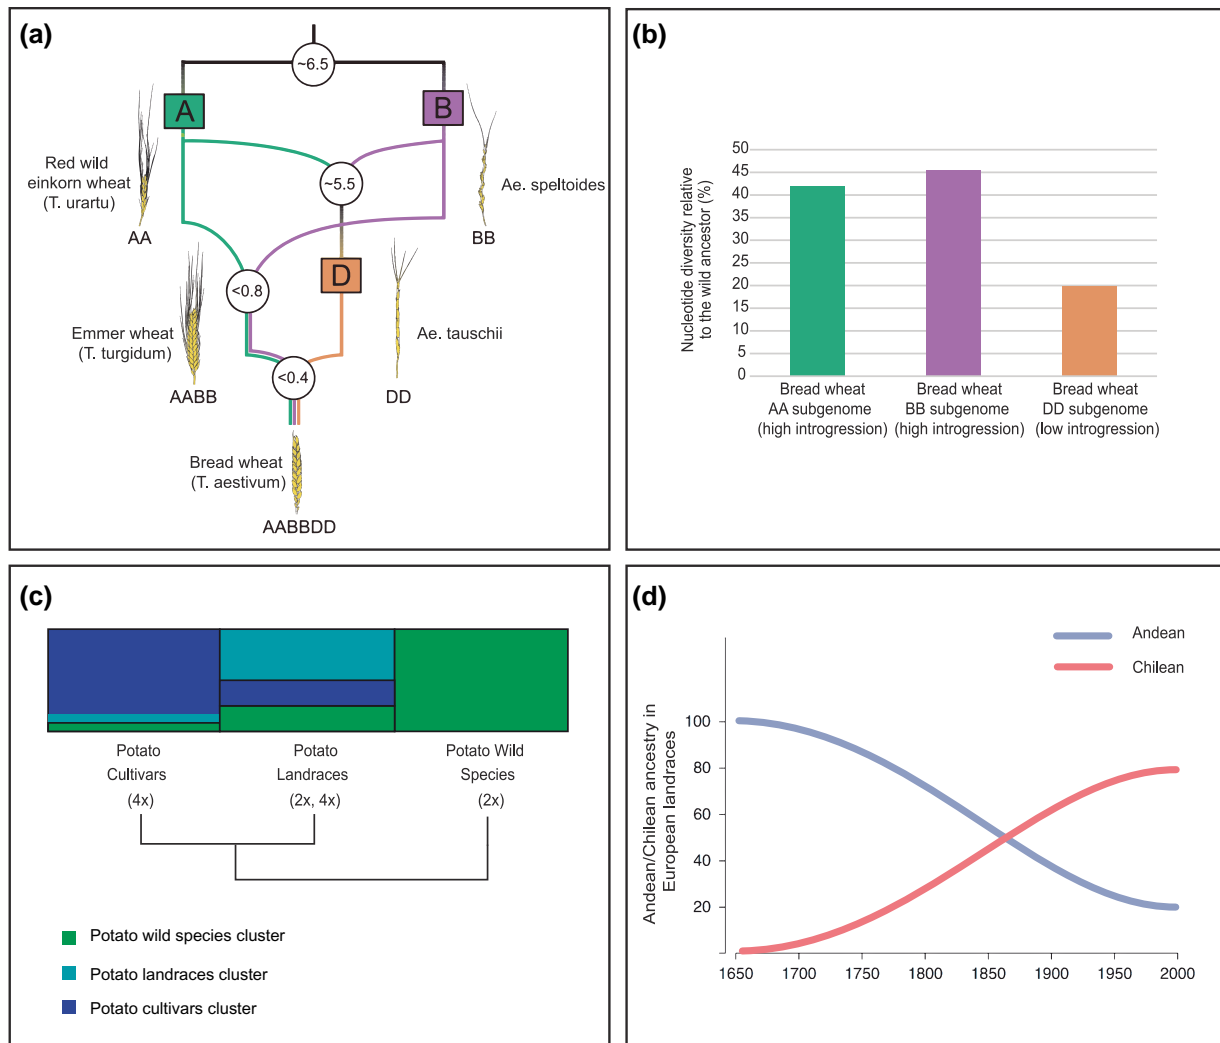 (a)
~6.5
A
B
Red wild
einkorn wheat
(T. urartu)
~5.5
Ae. speltoides
AA
BB
D
<0.8
Emmer wheat
(T. turgidum)
Ae. tauschii
<0.4
AABB
DD
Bread wheat
(T. aestivum)
AABBDD
(b)
Nucleotide diversity relative
to the wild ancestor (%)
50
45
40
35
30
25
20
15
10
5
0
Bread wheat
AA subgenome
(high introgression)
Bread wheat
BB subgenome
(high introgression)
Bread wheat
DD subgenome
(low introgression)
(c)
Potato
Cultivars
(4x)
Potato
Landraces
(2x, 4x)
Potato Wild
Species
(2x)
Potato wild species cluster
Potato landraces cluster
Potato cultivars cluster
(d)
Andean
Chilean
Andean/Chilean ancestry in
European landraces
100
80
60
40
20
1650 1700 1750 1800 1850 1900 1950 2000